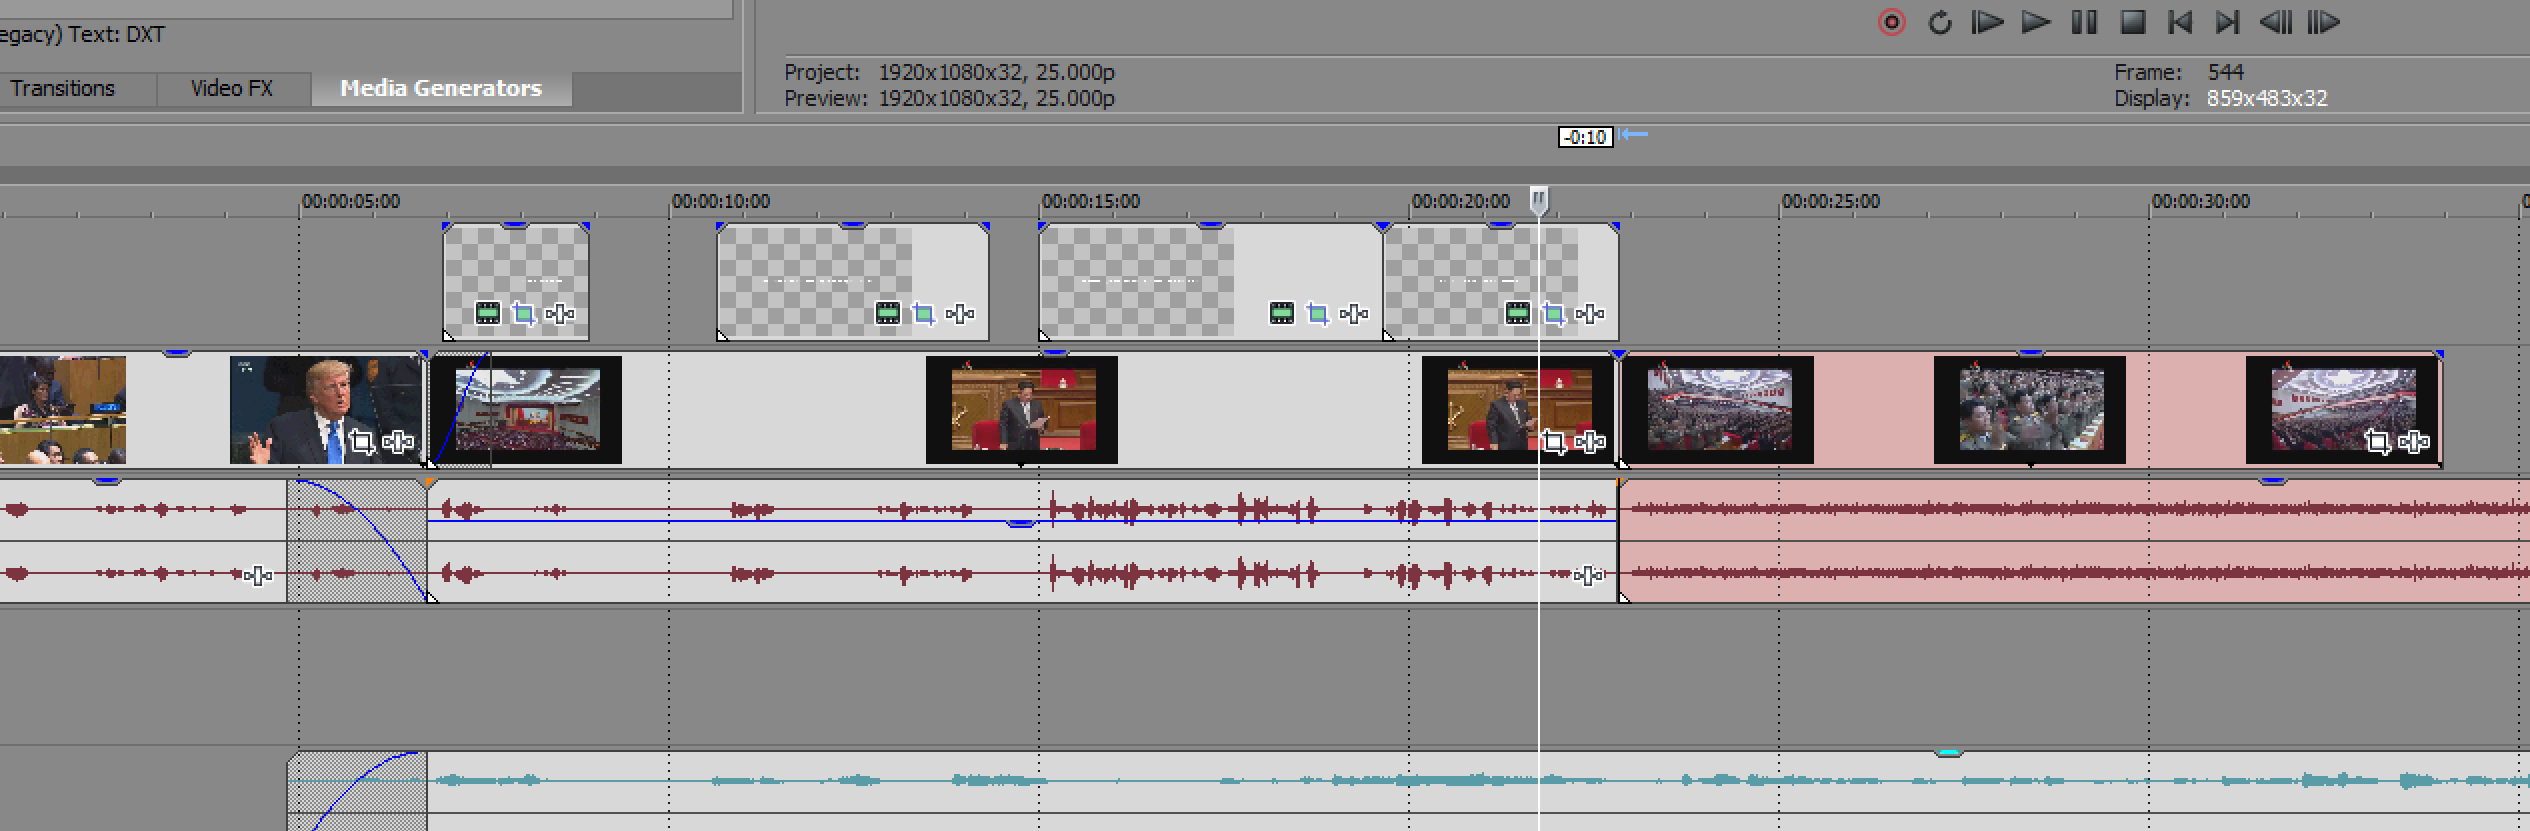 egacy) Text: DXT
Transitions
Video FX
Media Generators
Project: 1920x1080x32, 25.000p
Preview: 1920x1080x32, 25.000p
Frame: 544
Display: 859x483x32
-0:10
00:00:05:00
00:00:10:00
00:00:15:00
00:00:20:00
00:00:25:00
00:00:30:00